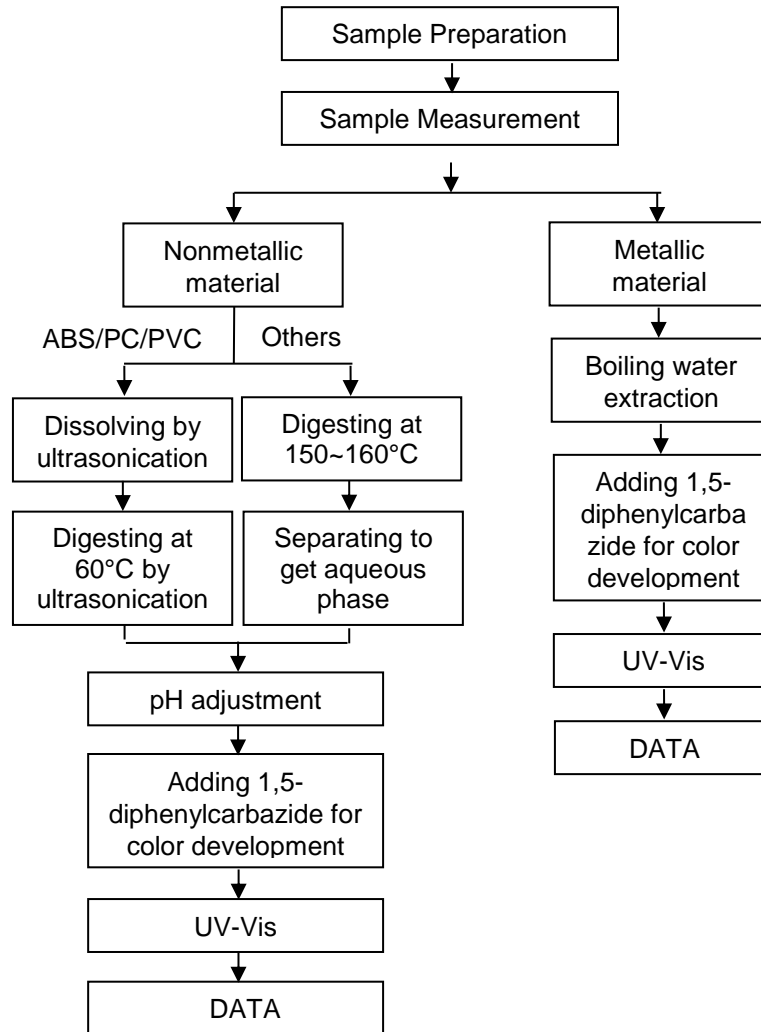 Sample Preparation
Sample Measurement
Nonmetallic
material
Metallic
material
ABS/PC/PVC
Others
Dissolving by
ultrasonication
Digesting at
150~160°C
Boiling water
extraction
Digesting at
60°C by
ultrasonication
Separating to
get aqueous
phase
Adding 1,5-
diphenylcarba
zide for color
development
pH adjustment
UV-Vis
DATA
Adding 1,5-
diphenylcarbazide for
color development
UV-Vis
DATA